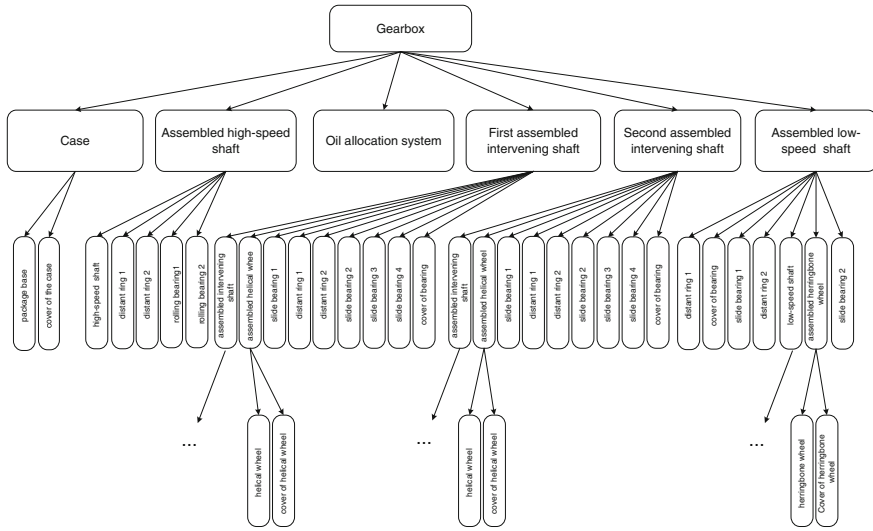 Gearbox
Case
Assembled high-speed
shaft
Oil allocation system
First assembled
intervening shaft
Second assembled
intervening shaft
Assembled low-
speed shaft
package base
cover of the case
high-speed shaft
distant ring 1
distant ring 2
rolling bearing1
rolling bearing 2
assembled intervening
shaft
assembled helical whee
slide bearing 1
distant ring 1
distant ring 2
slide bearing 2
slide bearing 3
slide bearing 4
cover of bearing
assembled intervening
shaft
assembled helical wheel
slide bearing 1
distant ring 1
distant ring 2
slide bearing 2
slide bearing 3
slide bearing 4
cover of bearing
distant ring 1
cover of bearing
slide bearing 1
distant ring 2
low-speed shaft
assembled herringbone
wheel
slide bearing 2
...
helical wheel
cover of helical wheel
...
helical wheel
cover of helical wheel
...
herringbone wheel
Cover of herringbone
wheel